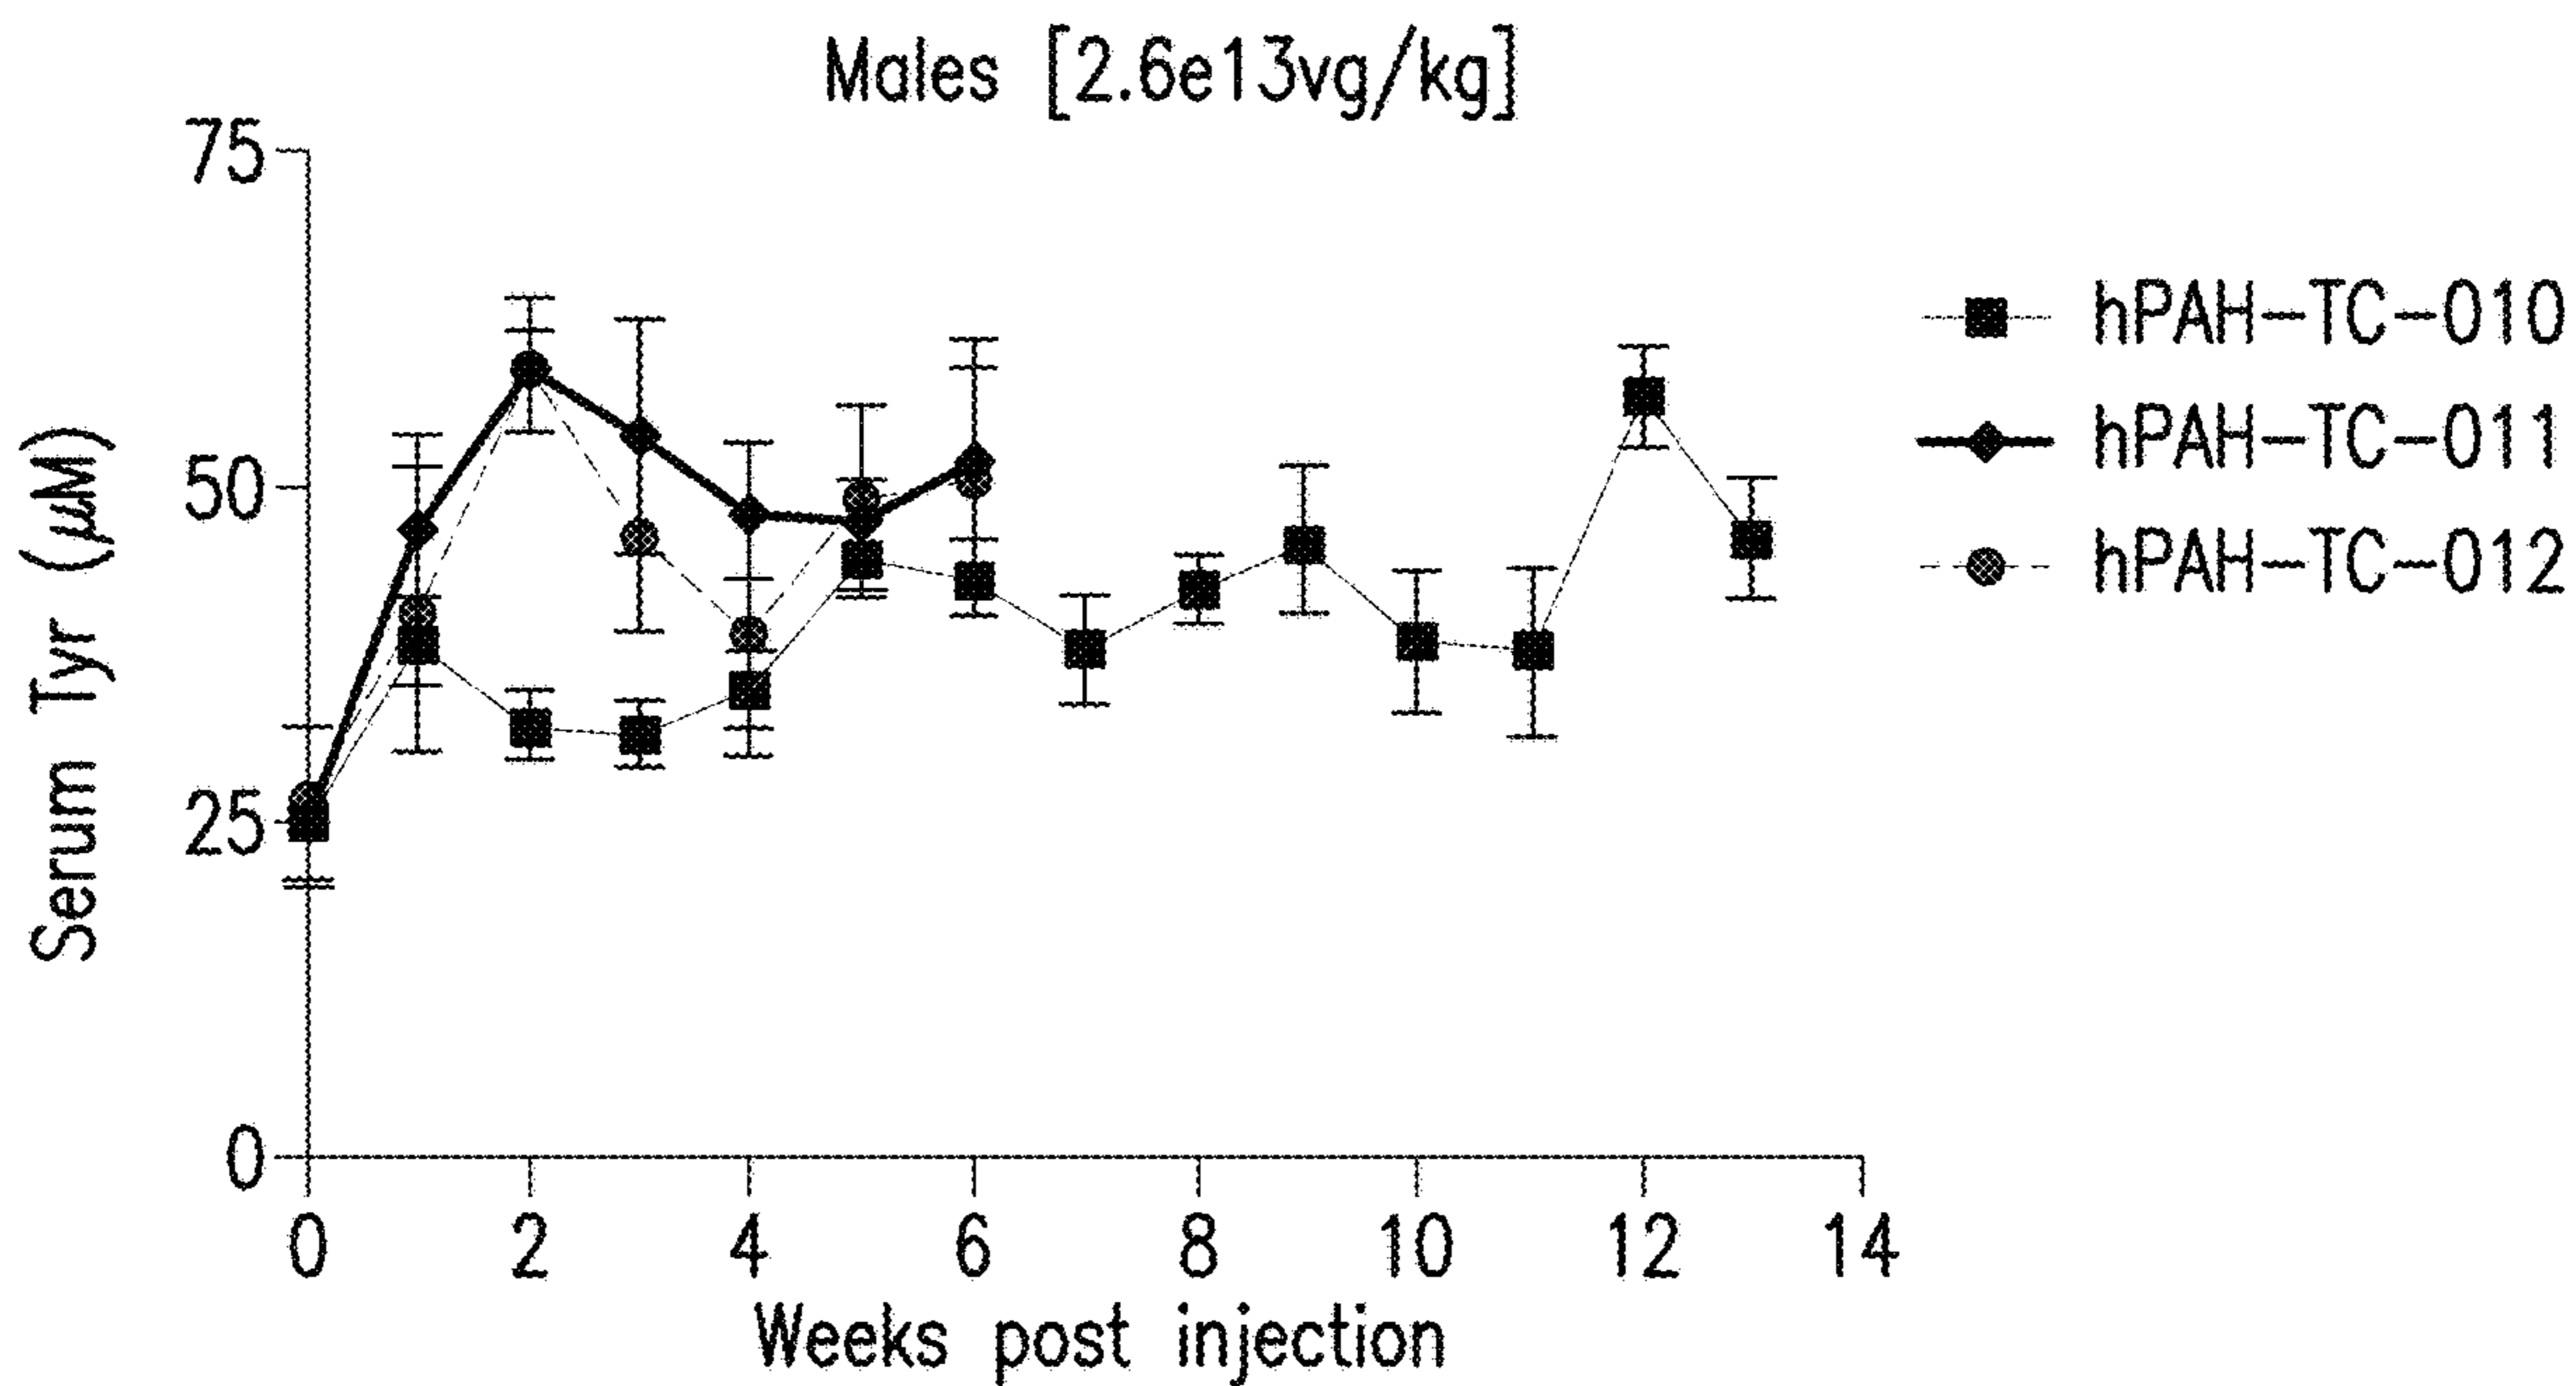 Males [2.6e13vg/kg]
75
50
25
0
Serum Tyr (μM)
0 2 4 6 8 10 12 14
Weeks post injection
hPAH-TC-010
hPAH-TC-011
hPAH-TC-012